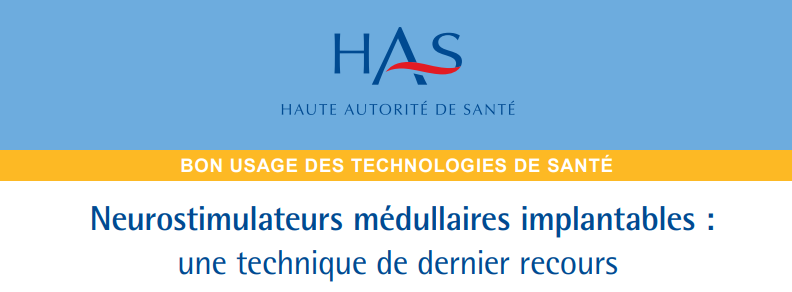 HAS
HAUTE AUTORITÉ DE SANTÉ
BON USAGE DES TECHNOLOGIES DE SANTÉ
Neurostimulateurs médullaires implantables :
une technique de dernier recours